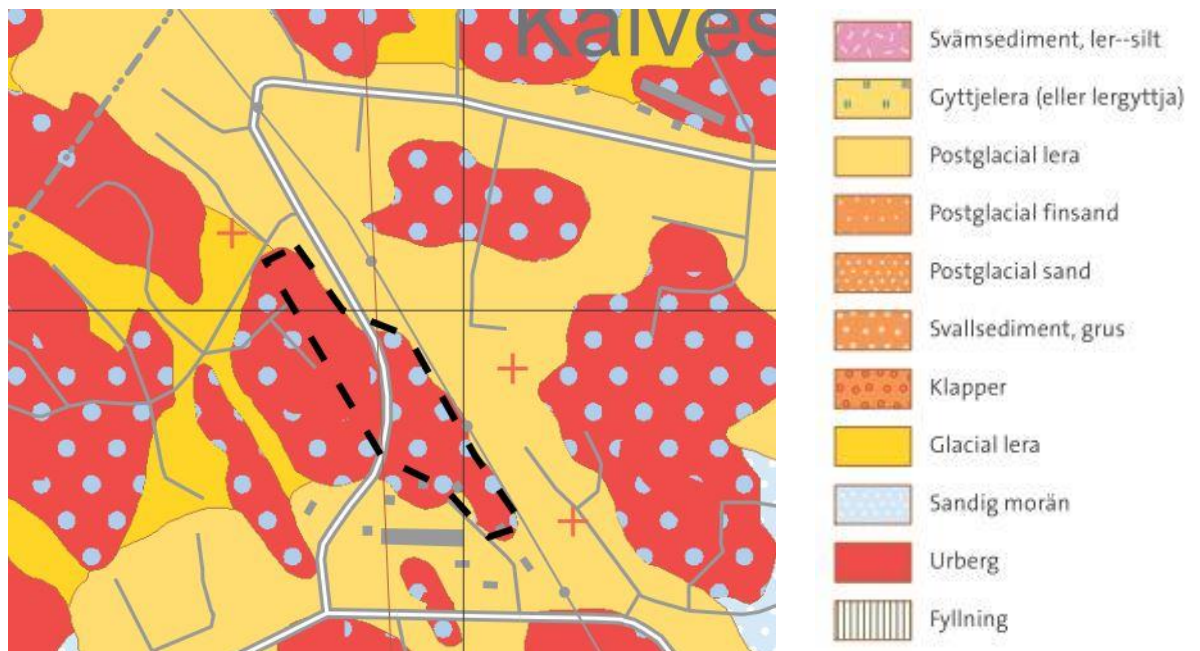 Kalves
Svämsediment, ler--silt
Gyttjelera (eller lergyttja)
Postglacial lera
Postglacial finsand
Postglacial sand
Svallsediment, grus
Klapper
Glacial lera
Sandig morän
Urberg
Fyllning